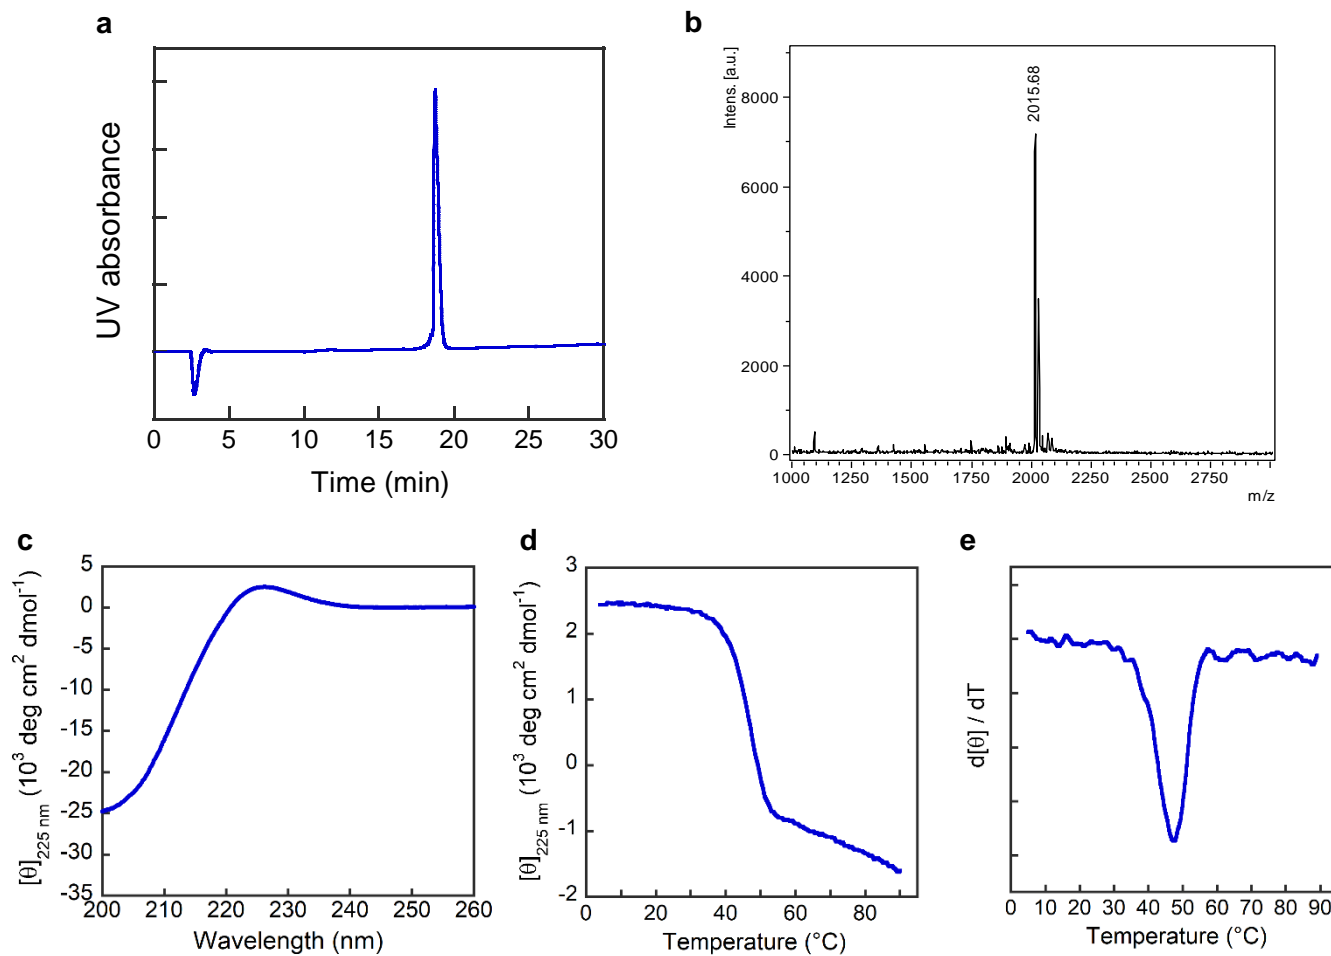 a
UV absorbance
0 5 10 15 20 25 30
Time (min)
b
Intens. [a.u.]
8000
6000
4000
2000
0
2015.68
1000 1250 1500 1750 2000 2250 2500 2750
m/z
c
[θ]225 nm (10³ deg cm² dmol⁻¹)
5
0
-5
-10
-15
-20
-25
-30
-35
200 210 220 230 240 250 260
Wavelength (nm)
d
[θ]225 nm (10³ deg cm² dmol⁻¹)
3
2
1
0
-1
-2
0 20 40 60 80
Temperature (°C)
e
d[θ] / dT
0 10 20 30 40 50 60 70 80 90
Temperature (°C)